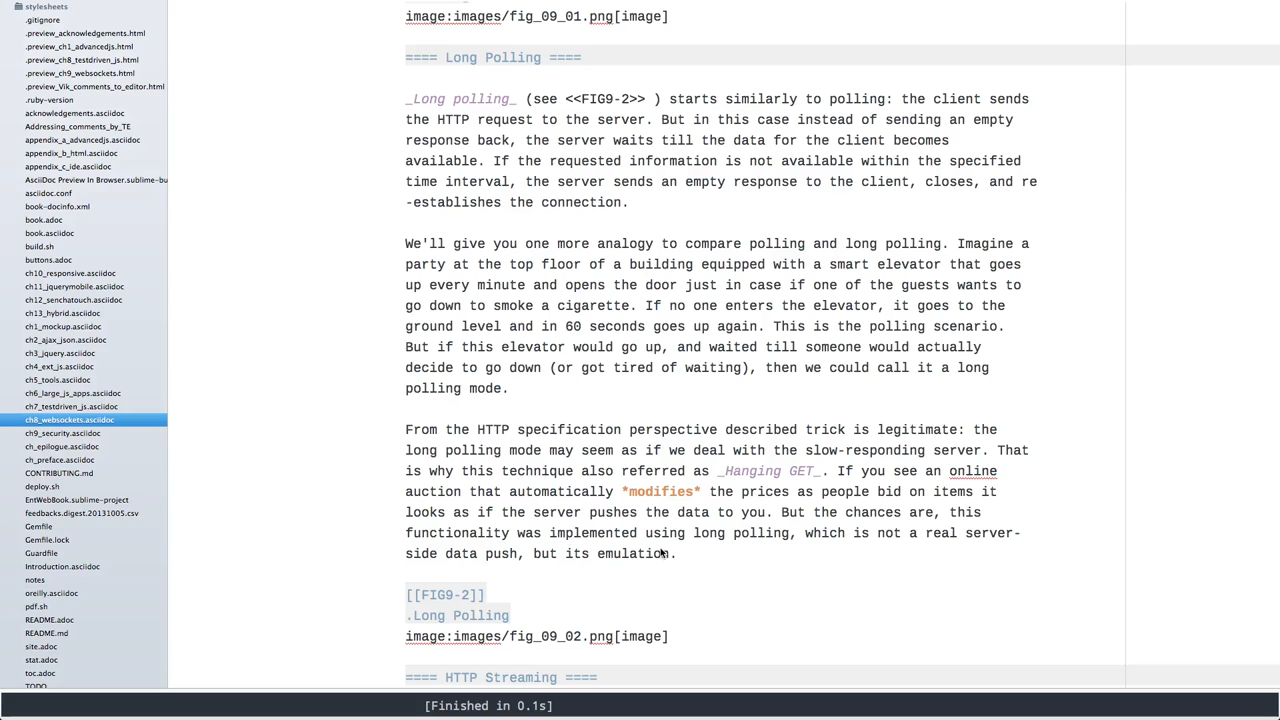 stylesheets
.gitignore
.preview_acknowledgements.html
.preview_ch1_advancedjs.html
.preview_ch8_testdriven_js.html
.preview_ch9_websockets.html
.preview_Vik_comments_to_editor.html
.ruby-version
acknowledgements.asciidoc
Addressing_comments_by_TE
appendix_a_advancedjs.asciidoc
appendix_b_html.asciidoc
appendix_c_ide.asciidoc
AsciiDoc Preview In Browser.sublime-bu
asciidoc.conf
book-docinfo.xml
book.adoc
book.asciidoc
build.sh
buttons.adoc
ch10_responsive.asciidoc
ch11_jquerymobile.asciidoc
ch12_senchatouch.asciidoc
ch13_hybrid.asciidoc
ch1_mockup.asciidoc
ch2_ajax_json.asciidoc
ch3_jquery.asciidoc
ch4_ext_js.asciidoc
ch5_tools.asciidoc
ch6_large_js_apps.asciidoc
ch7_testdriven_js.asciidoc
ch8_websockets.asciidoc
ch9_security.asciidoc
ch_epilogue.asciidoc
ch_preface.asciidoc
CONTRIBUTING.md
deploy.sh
EntWebBook.sublime-project
feedbacks.digest.20131005.csv
Gemfile
Gemfile.lock
Guardfile
Introduction.asciidoc
notes
oreilly.asciidoc
pdf.sh
README.adoc
README.md
site.adoc
stat.adoc
toc.adoc
TODO
image:images/fig_09_01.png[image]
==== Long Polling ====
_Long polling_ (see <<FIG9-2>> ) starts similarly to polling: the client sends
the HTTP request to the server. But in this case instead of sending an empty
response back, the server waits till the data for the client becomes
available. If the requested information is not available within the specified
time interval, the server sends an empty response to the client, closes, and re
-establishes the connection.
We'll give you one more analogy to compare polling and long polling. Imagine a
party at the top floor of a building equipped with a smart elevator that goes
up every minute and opens the door just in case if one of the guests wants to
go down to smoke a cigarette. If no one enters the elevator, it goes to the
ground level and in 60 seconds goes up again. This is the polling scenario.
But if this elevator would go up, and waited till someone would actually
decide to go down (or got tired of waiting), then we could call it a long
polling mode.
From the HTTP specification perspective described trick is legitimate: the
long polling mode may seem as if we deal with the slow-responding server. That
is why this technique also referred as _Hanging GET_. If you see an online
auction that automatically *modifies* the prices as people bid on items it
looks as if the server pushes the data to you. But the chances are, this
functionality was implemented using long polling, which is not a real server-
side data push, but its emulation.
[[FIG9-2]]
.Long Polling
image:images/fig_09_02.png[image]
==== HTTP Streaming ====
[Finished in 0.1s]